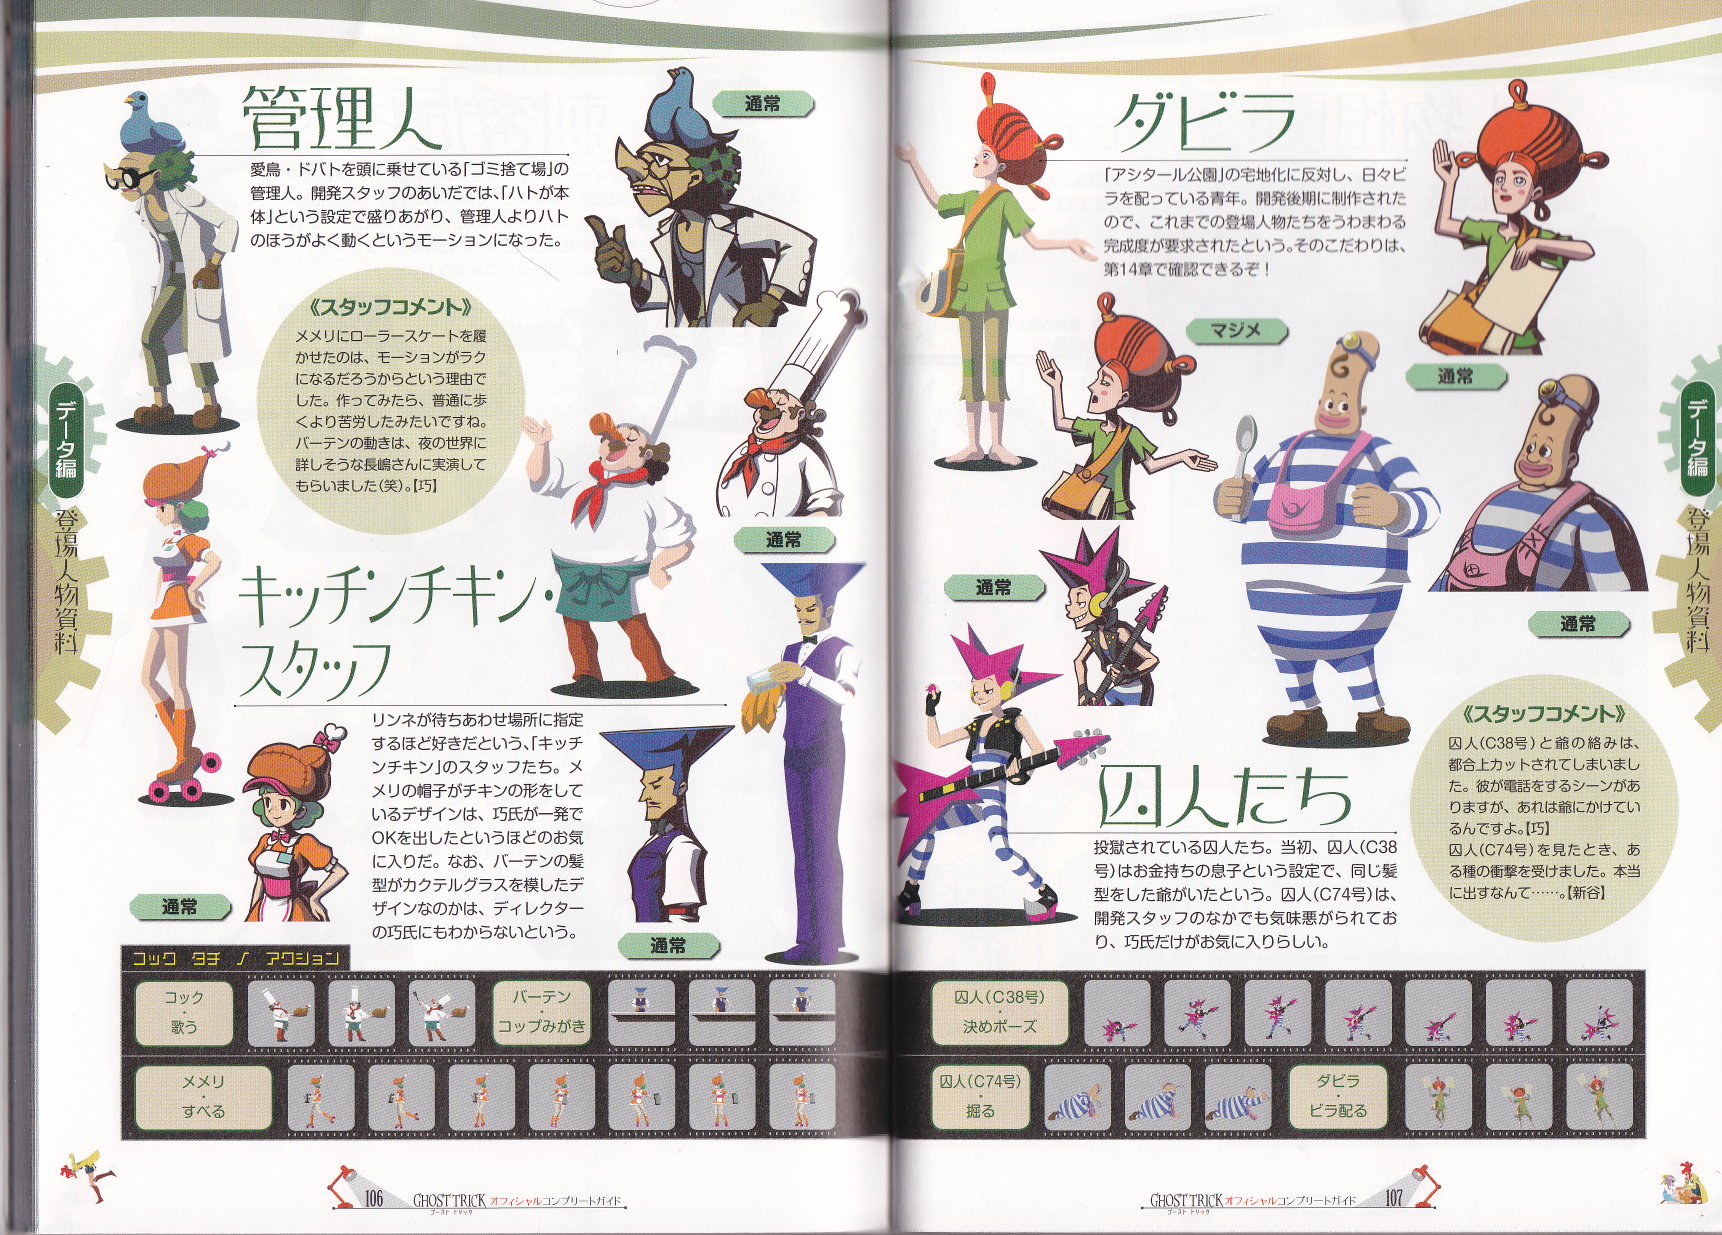 管理人
愛鳥・ドバトを頭に乗せている「ゴミ捨て場」の
管理人。開発スタッフのあいだでは、「ハトが本
体」という設定で盛りあがり、管理人よりハト
のほうがよく動くというモーションになった。
通常
《スタッフコメント》
メメリにローラースケートを履
かせたのは、モーションがラク
になるだろうからという理由で
した。作ってみたら、普通に歩
くより苦労したみたいですね。
バーテンの動きは、夜の世界に
詳しそうな長嶋さんに実演して
もらいました(笑)。【巧】
通常
データ編
登場人物資料
キッチンチキン・
スタッフ
リンネが待ちあわせ場所に指定
するほど好きだという、「キッチ
ンチキン」のスタッフたち。メ
メリの帽子がチキンの形をして
いるデザインは、巧氏が一発で
OKを出したというほどのお気
に入りだ。なお、バーテンの髪
型がカクテルグラスを模したデ
ザインなのかは、ディレクター
の巧氏にもわからないという。
通常
通常
コック タチ ノ アクション
コック
・
歌う
バーテン
・
コップみがき
メメリ
・
すべる
106
GHOST TRICK オフィシャルコンプリートガイド
ゴースト トリック
ダビラ
「アシタール公園」の宅地化に反対し、日々ビ
ラを配っている青年。開発後期に制作された
ので、これまでの登場人物たちをうわまわる
完成度が要求されたという。そのこだわりは、
第14章で確認できるぞ！
マジメ
通常
通常
通常
データ編
登場人物資料
囚人たち
投獄されている囚人たち。当初、囚人(C38
号)はお金持ちの息子という設定で、同じ髪
型をした爺がいたという。囚人(C74号)は、
開発スタッフのなかでも気味悪がられてお
り、巧氏だけがお気に入りらしい。
《スタッフコメント》
囚人(C38号)と爺の絡みは、
都合上カットされてしまいまし
た。彼が電話をするシーンがあ
りますが、あれは爺にかけてい
るんですよ。【巧】
囚人(C74号)を見たとき、あ
る種の衝撃を受けました。本当
に出すなんて……。【新谷】
囚人(C38号)
・
決めポーズ
囚人(C74号)
・
掘る
ダビラ
・
ビラ配る
GHOST TRICK オフィシャルコンプリートガイド
ゴースト トリック
107